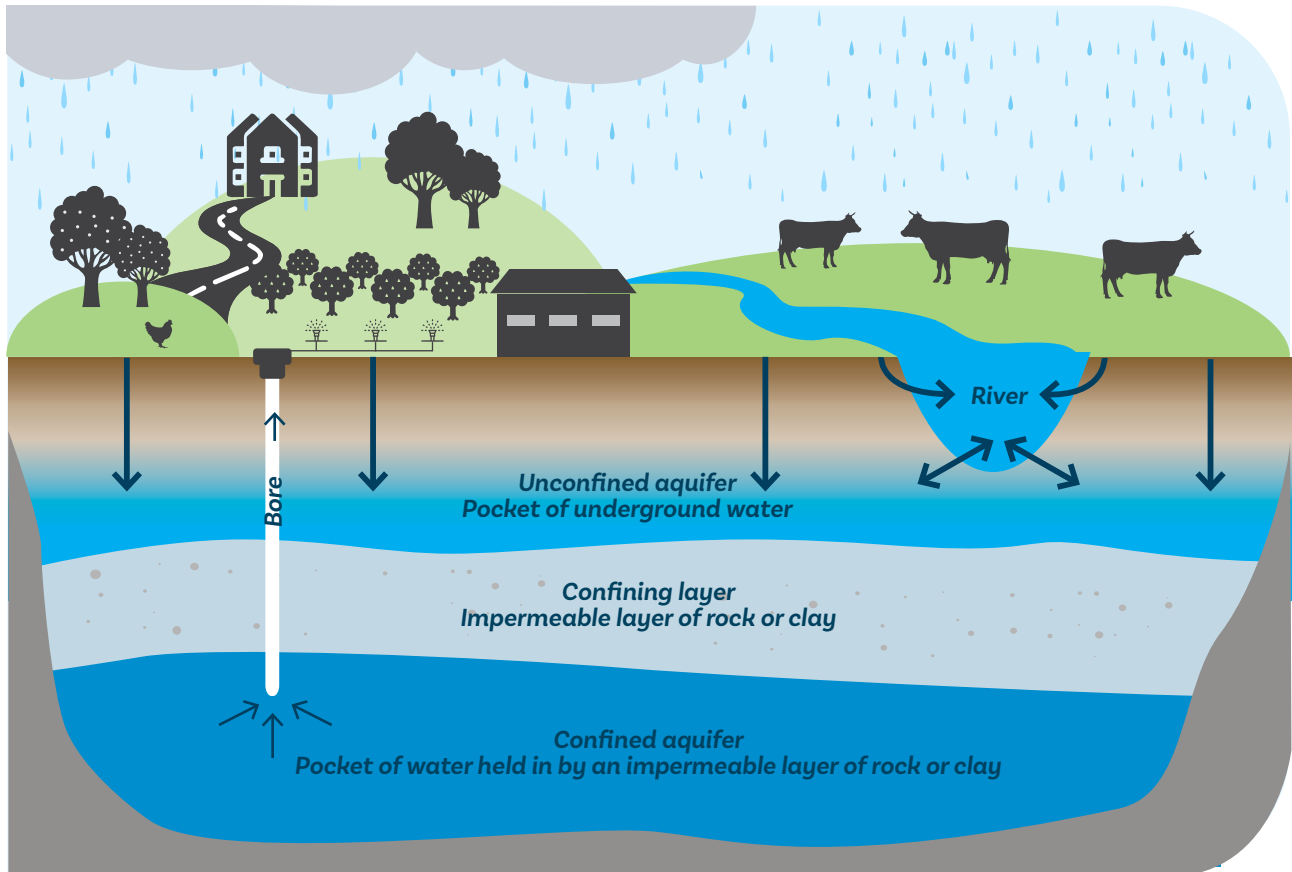 River
Unconfined aquifer
Pocket of underground water
Bore
Confining layer
Impermeable layer of rock or clay
Confined aquifer
Pocket of water held in by an impermeable layer of rock or clay